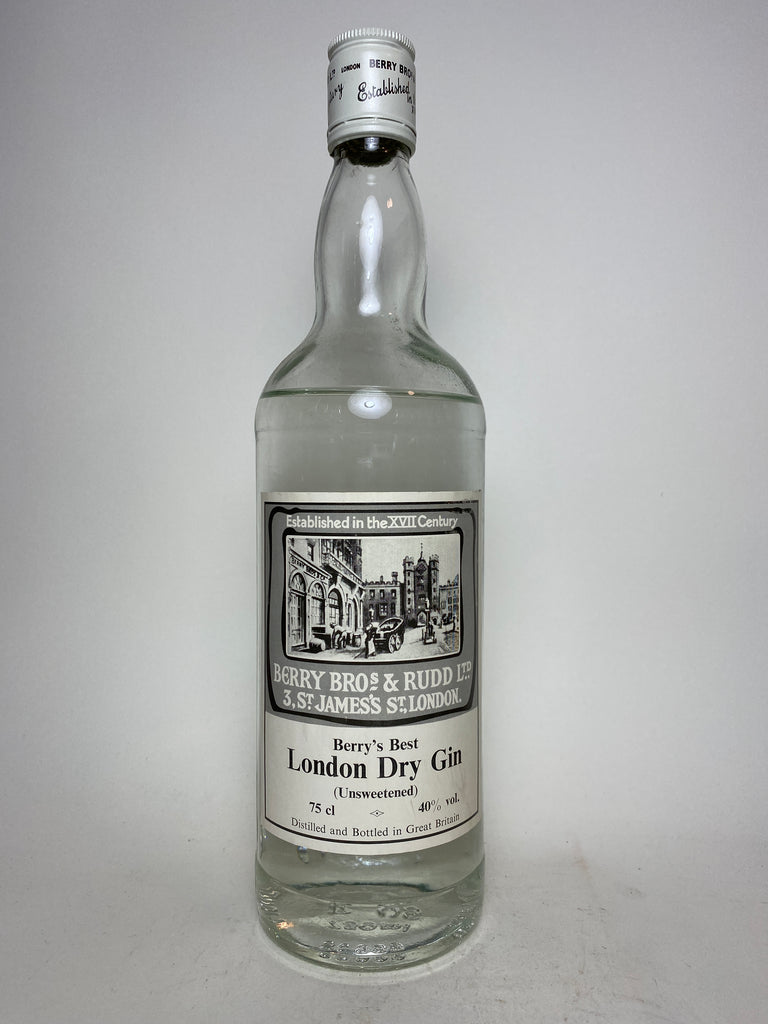 LONDON BERRY BROS
Established
in
Established in the XVII Century
BERRY BROS & RUDD LTD
3, ST JAMES'S ST, LONDON.
Berry's Best
London Dry Gin
(Unsweetened)
75 cl 40% vol.
Distilled and Bottled in Great Britain